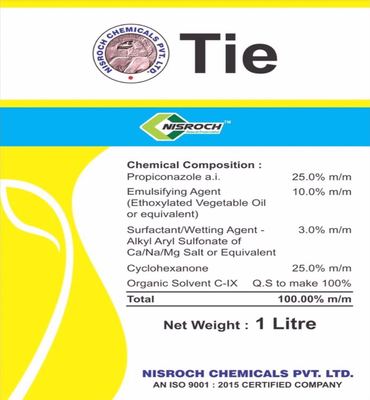 NISROCH CHEMICALS PVT. LTD.
Tie
NISROCH™
Chemical Composition :
Propiconazole a.i. 25.0% m/m
Emulsifying Agent 10.0% m/m
(Ethoxylated Vegetable Oil
or equivalent)
Surfactant/Wetting Agent - 3.0% m/m
Alkyl Aryl Sulfonate of
Ca/Na/Mg Salt or Equivalent
Cyclohexanone 25.0% m/m
Organic Solvent C-IX Q.S to make 100%
Total 100.00% m/m
Net Weight : 1 Litre
NISROCH CHEMICALS PVT. LTD.
AN ISO 9001 : 2015 CERTIFIED COMPANY